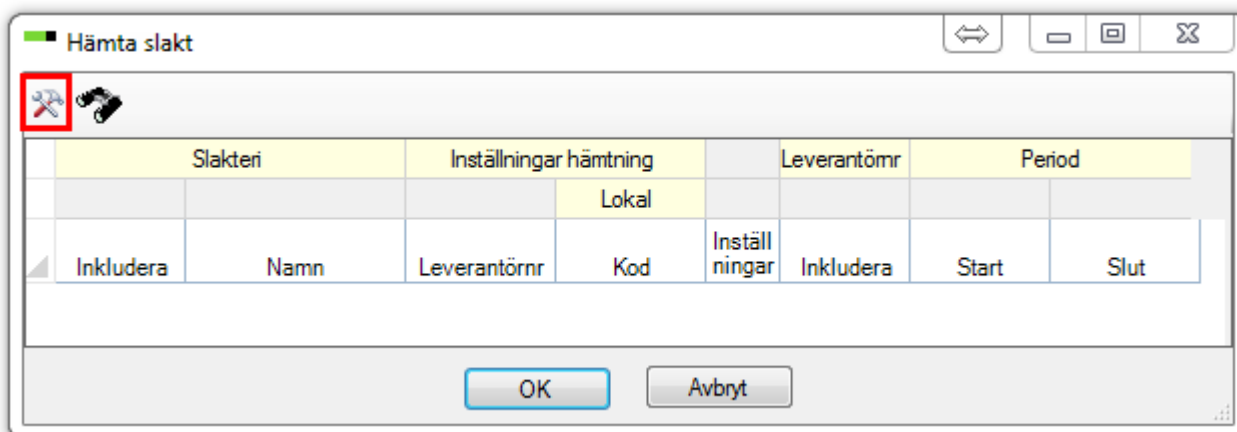 Hämta slakt
Slakteri Inställningar hämtning Leverantörnr Period
Lokal
Inkludera Namn Leverantörnr Kod Inställ
ningar Inkludera Start Slut
OK Avbryt